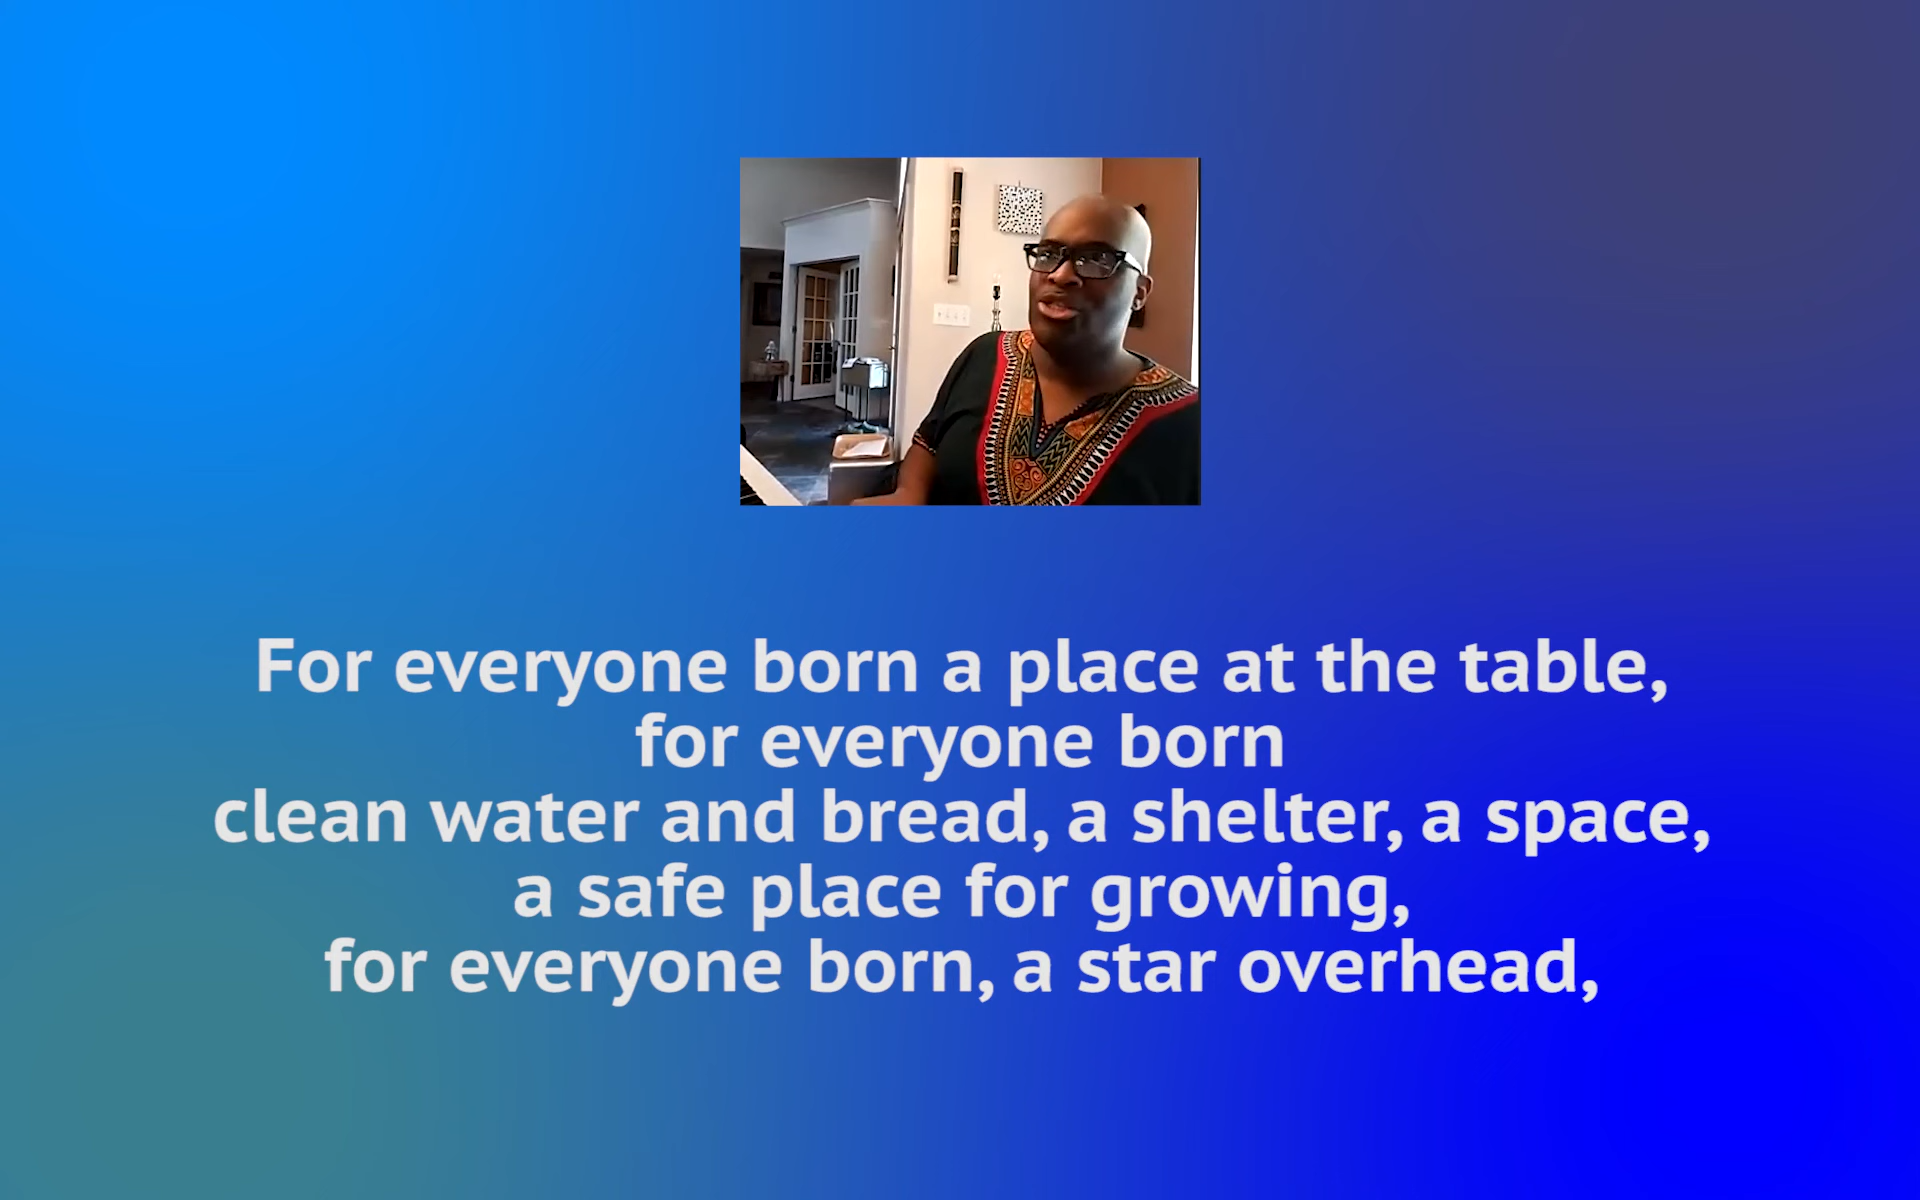 For everyone born a place at the table,
for everyone born
clean water and bread, a shelter, a space,
a safe place for growing,
for everyone born, a star overhead,